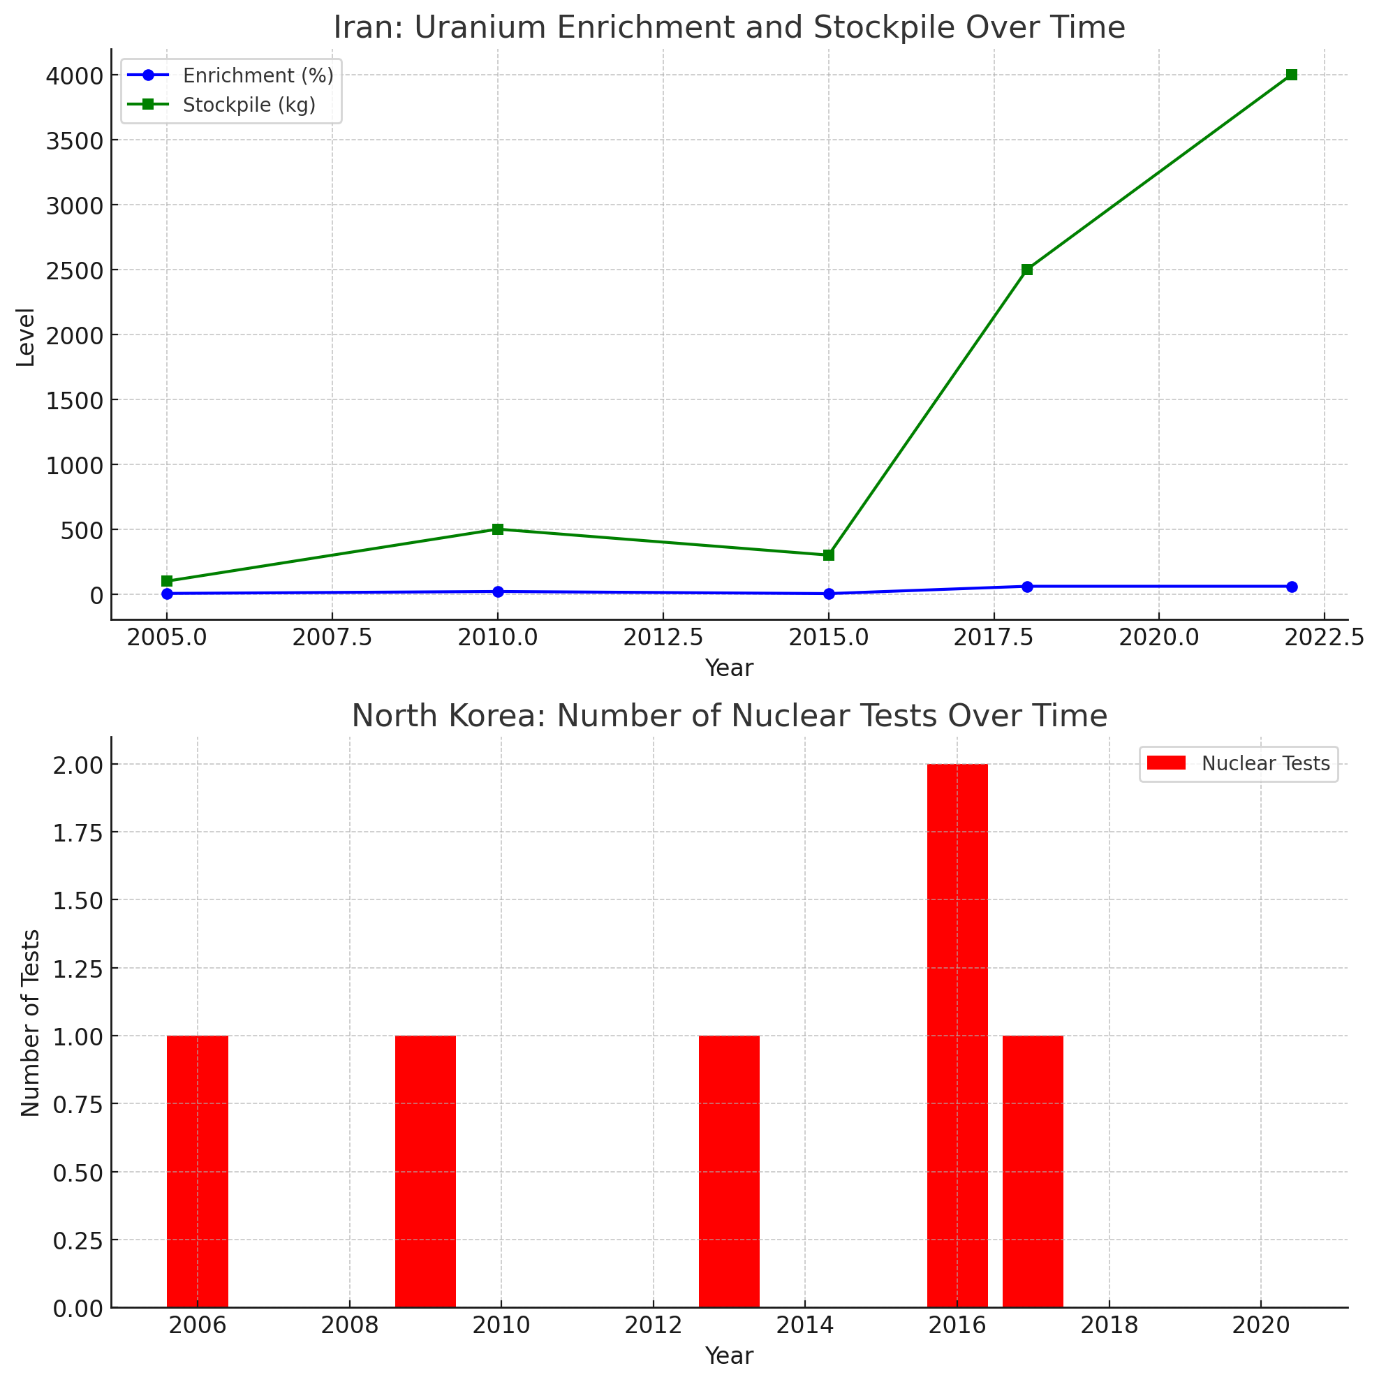 Iran: Uranium Enrichment and Stockpile Over Time
Enrichment (%)
Stockpile (kg)
Level
4000
3500
3000
2500
2000
1500
1000
500
0
2005.0 2007.5 2010.0 2012.5 2015.0 2017.5 2020.0 2022.5
Year
North Korea: Number of Nuclear Tests Over Time
Nuclear Tests
Number of Tests
2.00
1.75
1.50
1.25
1.00
0.75
0.50
0.25
0.00
2006 2008 2010 2012 2014 2016 2018 2020
Year